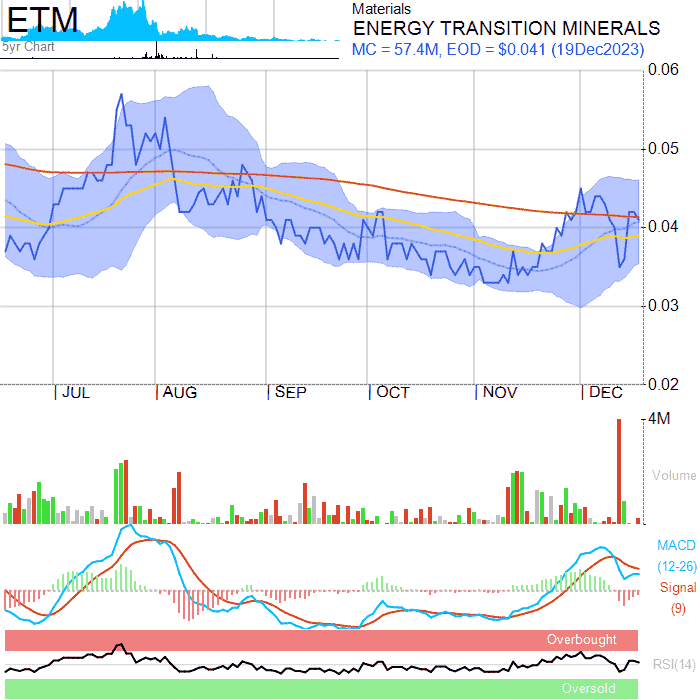 ETM
5yr Chart
Materials
ENERGY TRANSITION MINERALS
MC = 57.4M, EOD = $0.041 (19Dec2023)
0.06
0.05
0.04
0.03
0.02
JUL AUG SEP OCT NOV DEC
4M
Volume
MACD
(12-26)
Signal
(9)
Overbought
RSI(14)
Oversold